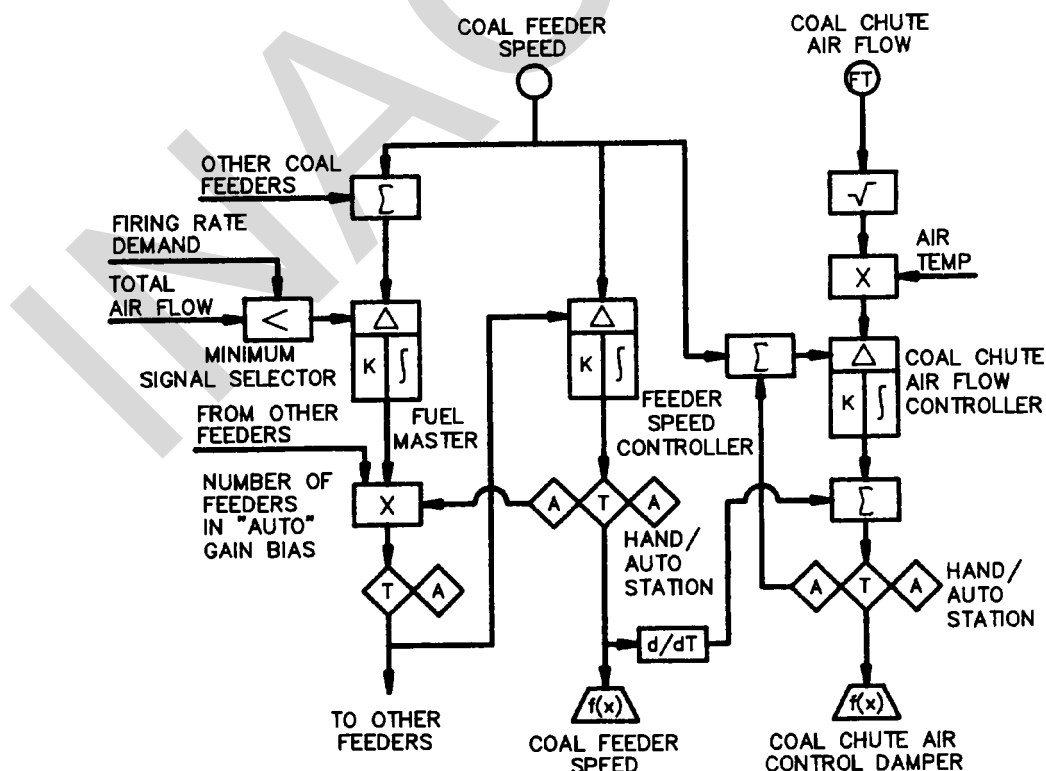 COAL FEEDER
SPEED
COAL CHUTE
AIR FLOW
FT
OTHER COAL
FEEDERS
Σ
√
FIRING RATE
DEMAND
AIR
TEMP
X
TOTAL
AIR FLOW
<
△
K ∫
MINIMUM
SIGNAL SELECTOR
△
K ∫
Σ
△
K ∫
COAL CHUTE
AIR FLOW
CONTROLLER
FUEL
MASTER
FEEDER
SPEED
CONTROLLER
FROM OTHER
FEEDERS
NUMBER OF
FEEDERS
IN "AUTO"
GAIN BIAS
X
A T A
HAND/
AUTO
STATION
Σ
T A
A T A
HAND/
AUTO
STATION
d/dT
TO OTHER
FEEDERS
f(x)
COAL FEEDER
SPEED
f(x)
COAL CHUTE AIR
CONTROL DAMPER
INAC